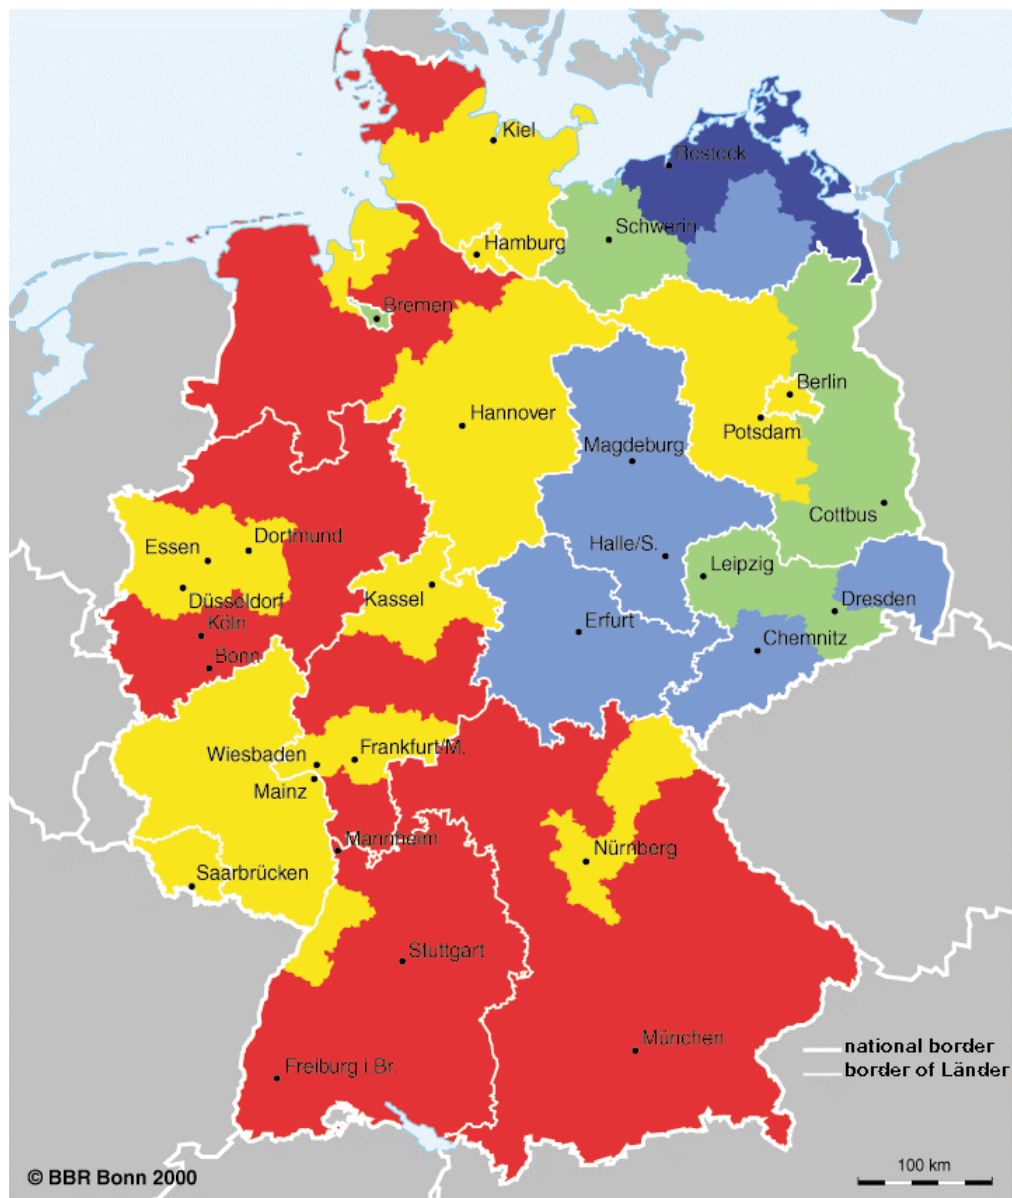 Kiel
Rostock
Schwerin
Hamburg
Bremen
Berlin
Hannover
Potsdam
Magdeburg
Cottbus
Essen
Dortmund
Halle/S.
Leipzig
Düsseldorf
Kassel
Dresden
Köln
Erfurt
Chemnitz
Bonn
Wiesbaden
Frankfurt/M.
Mainz
Mannheim
Nürnberg
Saarbrücken
Stuttgart
München
national border
Freiburg i Br.
border of Länder
© BBR Bonn 2000
100 km